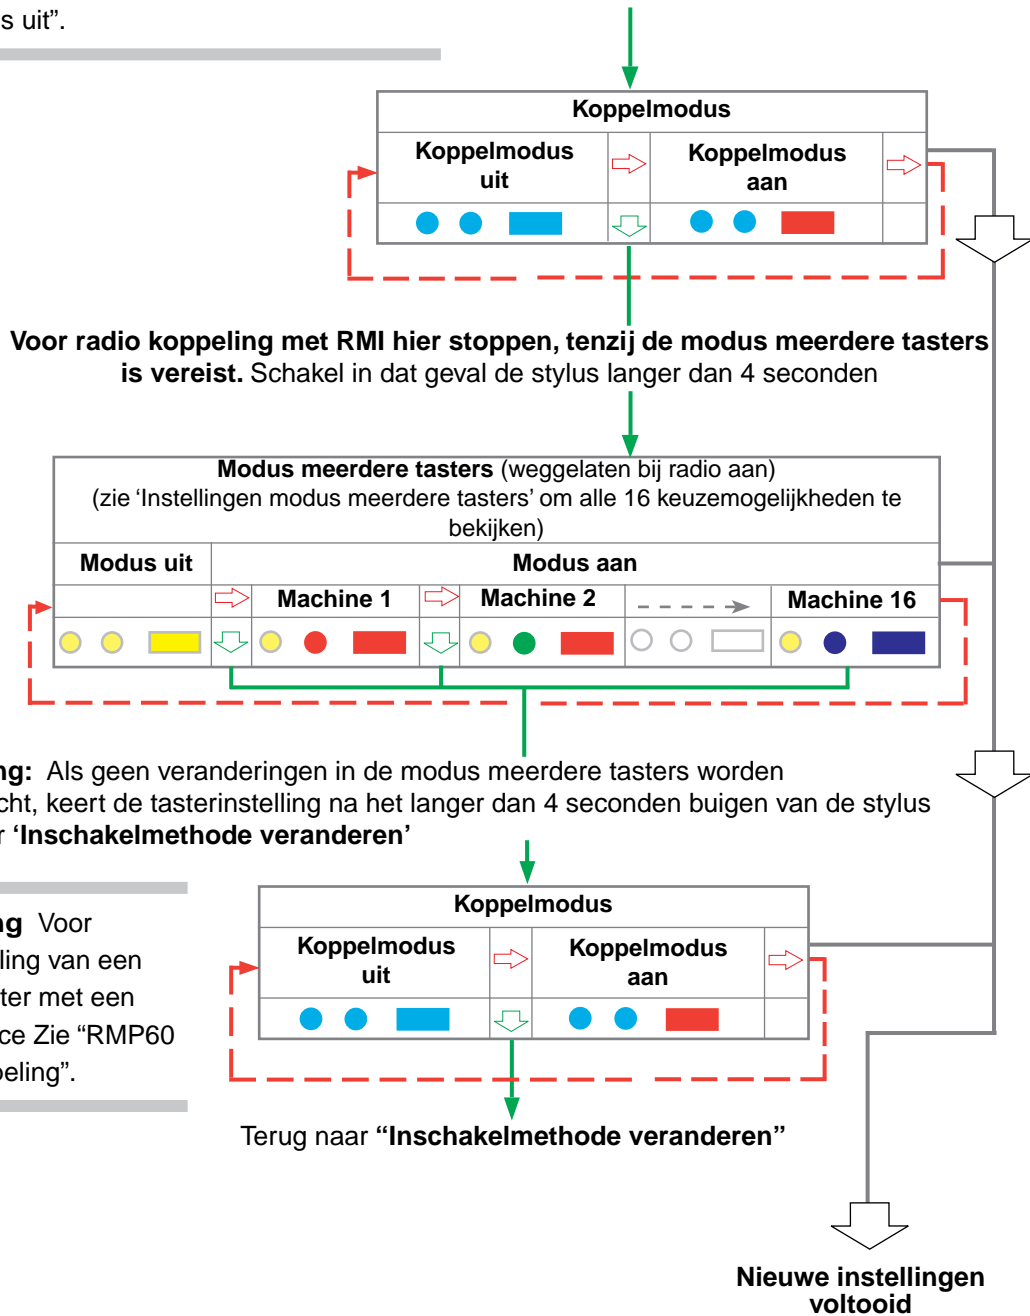 s uit”.
Koppelmodus
Koppelmodus
uit
Koppelmodus
aan
Voor radio koppeling met RMI hier stoppen, tenzij de modus meerdere tasters
is vereist. Schakel in dat geval de stylus langer dan 4 seconden
Modus meerdere tasters (weggelaten bij radio aan)
(zie ‘Instellingen modus meerdere tasters’ om alle 16 keuzemogelijkheden te
bekijken)
Modus uit
Modus aan
Machine 1
Machine 2
Machine 16
ng: Als geen veranderingen in de modus meerdere tasters worden
cht, keert de tasterinstelling na het langer dan 4 seconden buigen van de stylus
r ‘Inschakelmethode veranderen’
ng Voor
ling van een
ter met een
ce Zie “RMP60
eling”.
Koppelmodus
Koppelmodus
uit
Koppelmodus
aan
Terug naar “Inschakelmethode veranderen”
Nieuwe instellingen
voltooid